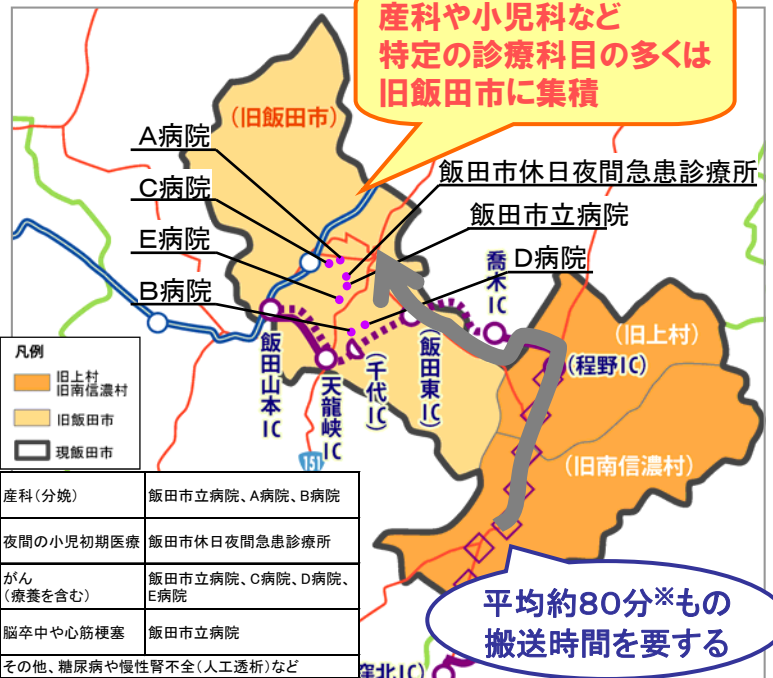 産科や小児科など
特定の診療科目の多くは
旧飯田市に集積
(旧飯田市)
A病院
C病院
E病院
B病院
飯田市休日夜間急患診療所
飯田市立病院
D病院
喬木IC
(旧上村)
(程野IC)
(飯田東IC)
(千代IC)
天龍峡IC
飯田山本IC
151
(旧南信濃村)
凡例
旧上村
旧南信濃村
旧飯田市
現飯田市
産科(分娩) 飯田市立病院、A病院、B病院
夜間の小児初期医療 飯田市休日夜間急患診療所
がん
(療養を含む)
飯田市立病院、C病院、D病院、
E病院
脳卒中や心筋梗塞 飯田市立病院
その他、糖尿病や慢性腎不全(人工透析)など
平均約80分※もの
搬送時間を要する
窪北IC)